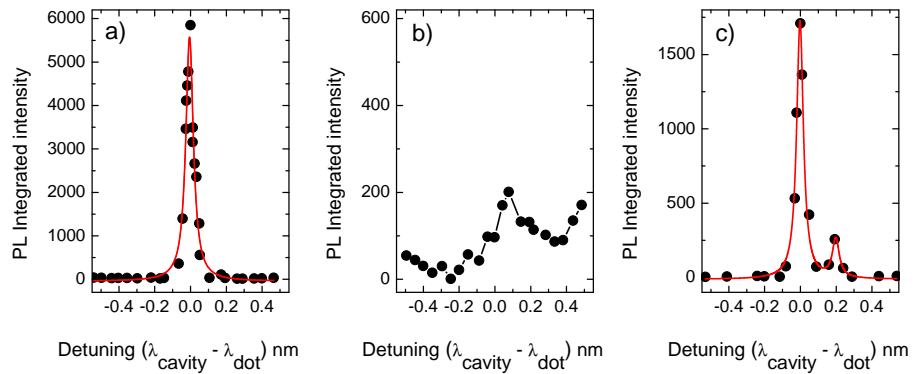 a)
PL Integrated intensity
6000
5000
4000
3000
2000
1000
0
-0.4 -0.2 0.0 0.2 0.4
Detuning (λcavity - λdot) nm
b)
PL Integrated intensity
600
400
200
0
-0.4 -0.2 0.0 0.2 0.4
Detuning (λcavity - λdot) nm
c)
PL Integrated intensity
1500
1000
500
0
-0.4 -0.2 0.0 0.2 0.4
Detuning (λcavity - λdot) nm